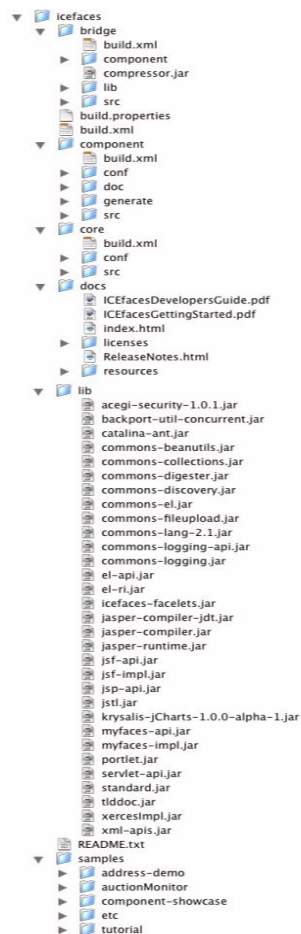 icefaces
bridge
build.xml
component
compressor.jar
lib
src
build.properties
build.xml
component
build.xml
conf
doc
generate
src
core
build.xml
conf
src
docs
ICEfacesDevelopersGuide.pdf
ICEfacesGettingStarted.pdf
index.html
licenses
ReleaseNotes.html
resources
lib
acegi-security-1.0.1.jar
backport-util-concurrent.jar
catalina-ant.jar
commons-beanutils.jar
commons-collections.jar
commons-digester.jar
commons-discovery.jar
commons-el.jar
commons-fileupload.jar
commons-lang-2.1.jar
commons-logging-api.jar
commons-logging.jar
el-api.jar
el-ri.jar
icefaces-facelets.jar
jasper-compiler-jdt.jar
jasper-compiler.jar
jasper-runtime.jar
jsf-api.jar
jsf-impl.jar
jsp-api.jar
jstl.jar
krysalis-jCharts-1.0.0-alpha-1.jar
myfaces-api.jar
myfaces-impl.jar
portlet.jar
servlet-api.jar
standard.jar
tlddoc.jar
xercesImpl.jar
xml-apis.jar
README.txt
samples
address-demo
auctionMonitor
component-showcase
etc
tutorial